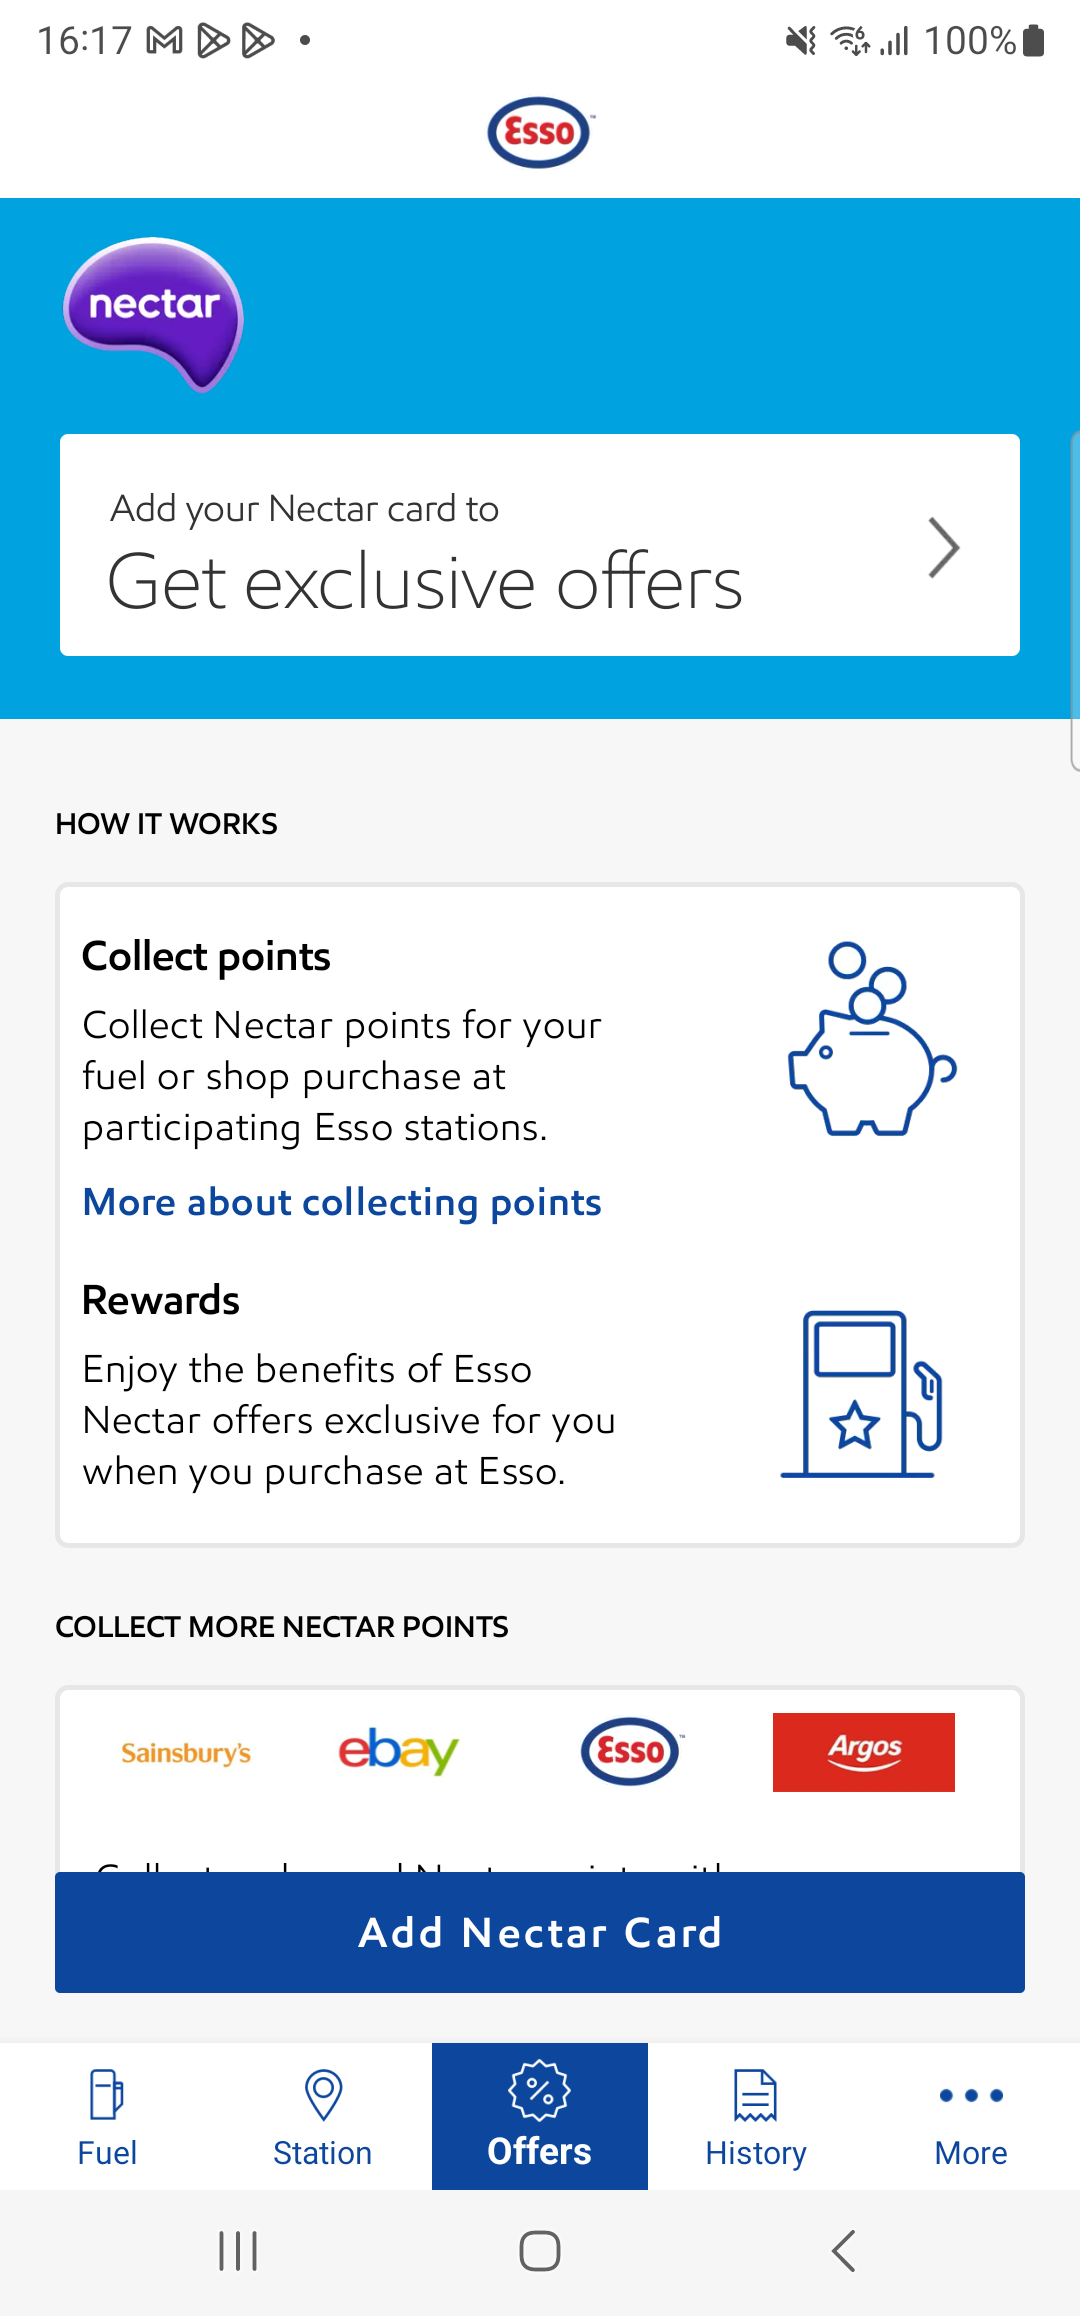 16:17
100%
Esso
nectar
Add your Nectar card to
Get exclusive offers
HOW IT WORKS
Collect points
Collect Nectar points for your
fuel or shop purchase at
participating Esso stations.
More about collecting points
Rewards
Enjoy the benefits of Esso
Nectar offers exclusive for you
when you purchase at Esso.
COLLECT MORE NECTAR POINTS
Sainsbury's ebay Esso Argos
Add Nectar Card
Fuel Station Offers History More